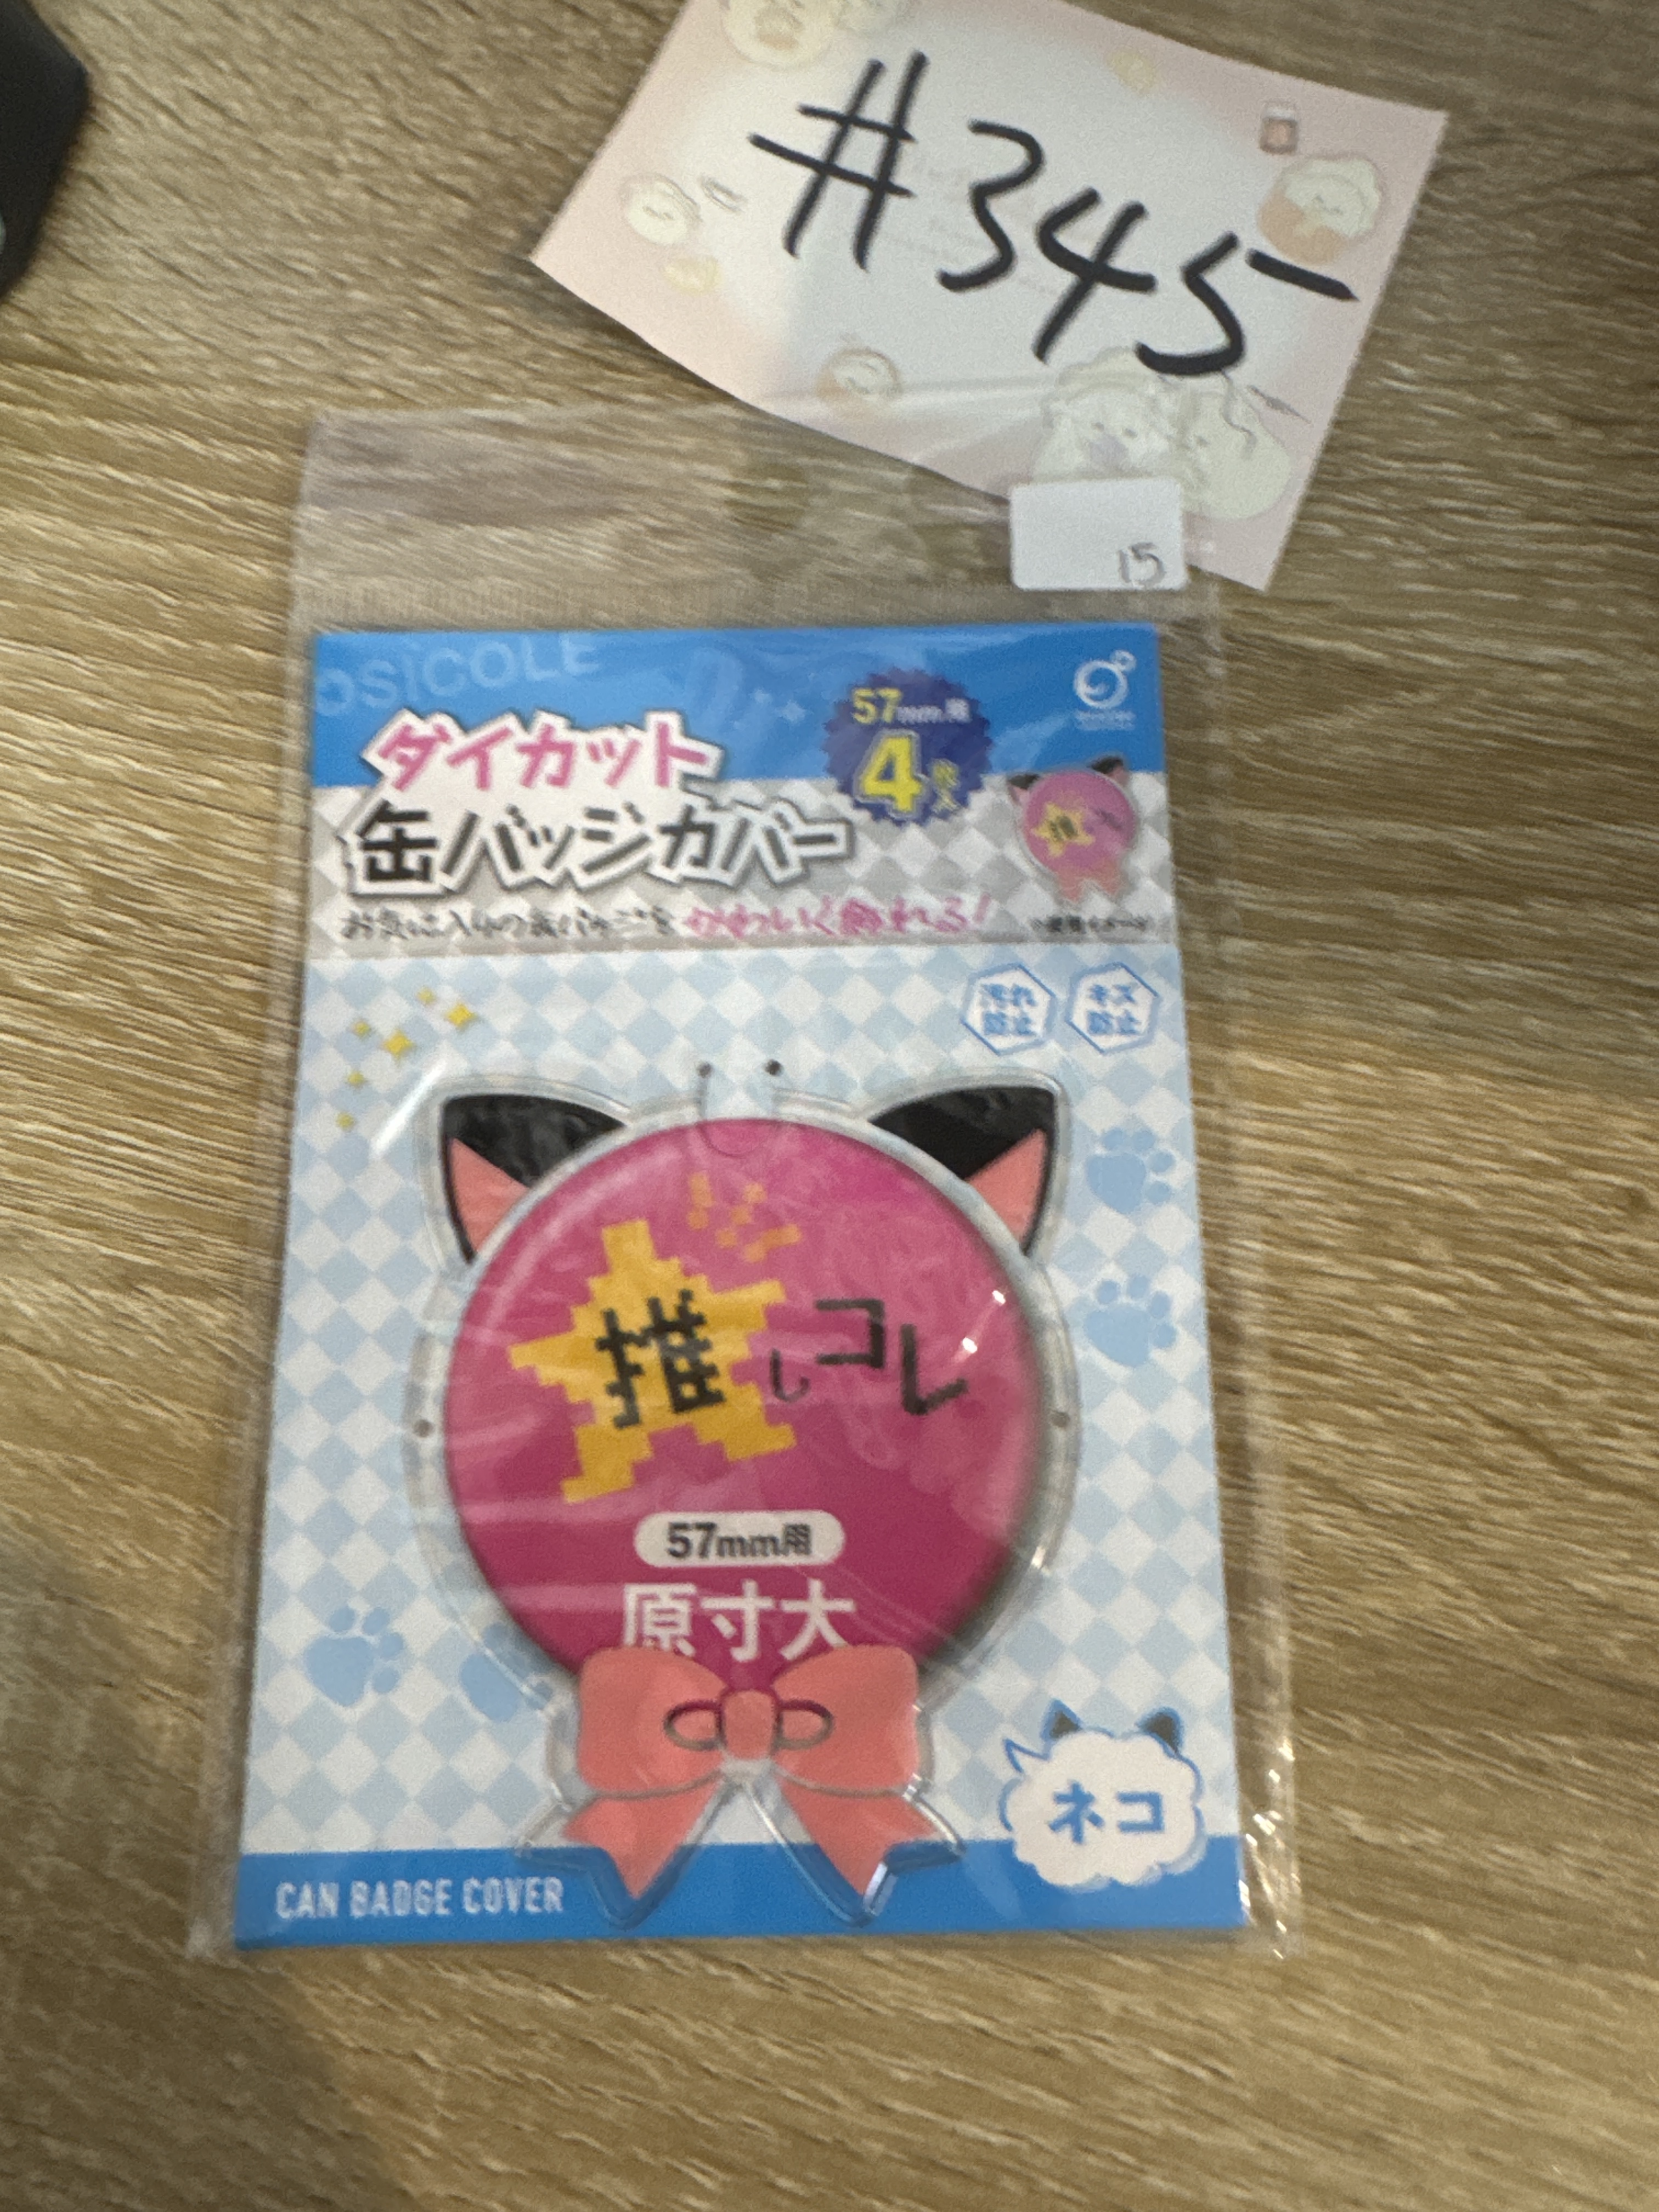 #345
15
OSiCOLE
57mm用
4枚入
ダイカット
缶バッジカバー
お気に入りの缶バッジをかわいく飾れる!
汚れ
防止
キズ
防止
推しコレ
57mm用
原寸大
ネコ
CAN BADGE COVER